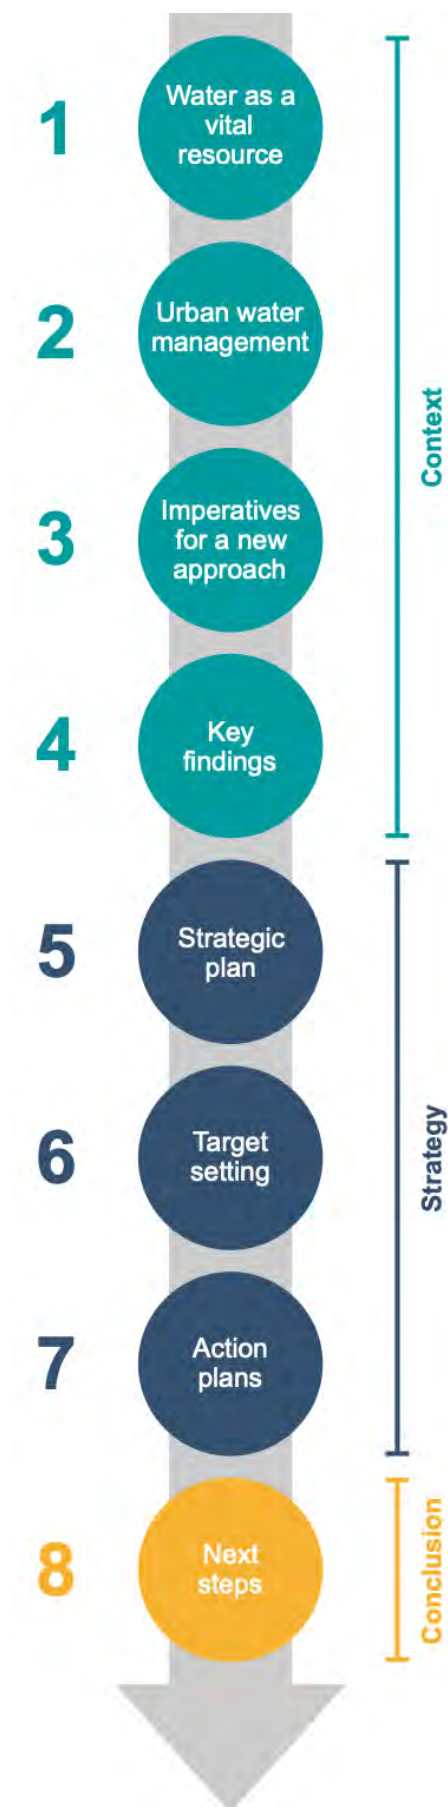 1
Water as a
vital
resource
2
Urban water
management
3
Imperatives
for a new
approach
4
Key
findings
Context
5
Strategic
plan
6
Target
setting
7
Action
plans
Strategy
8
Next
steps
Conclusion